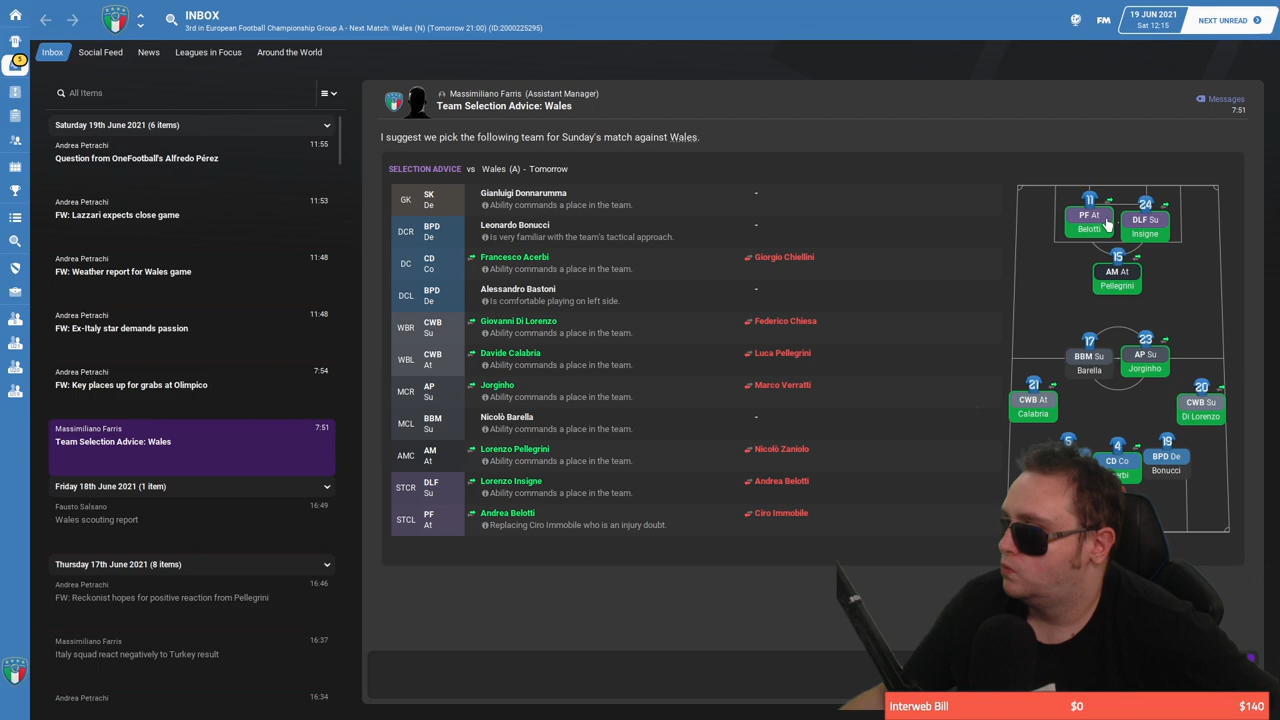 INBOX
3rd in European Football Championship Group A - Next Match: Wales (N) (Tomorrow 21:00) (ID:2000225295)
FM
19 JUN 2021
Sat 12:15
NEXT UNREAD
5
Inbox
Social Feed
News
Leagues in Focus
Around the World
All Items
Saturday 19th June 2021 (6 items)
Andrea Petrachi
11:55
Question from OneFootball's Alfredo Pérez
Andrea Petrachi
11:53
FW: Lazzari expects close game
Andrea Petrachi
11:48
FW: Weather report for Wales game
Andrea Petrachi
11:48
FW: Ex-Italy star demands passion
Andrea Petrachi
7:54
FW: Key places up for grabs at Olimpico
Massimiliano Farris
7:51
Team Selection Advice: Wales
Friday 18th June 2021 (1 item)
Fausto Salsano
16:49
Wales scouting report
Thursday 17th June 2021 (8 items)
Andrea Petrachi
16:46
FW: Reckonist hopes for positive reaction from Pellegrini
Massimiliano Farris
16:37
Italy squad react negatively to Turkey result
Andrea Petrachi
16:34
Massimiliano Farris (Assistant Manager)
Team Selection Advice: Wales
Messages
7:51
I suggest we pick the following team for Sunday's match against Wales.
SELECTION ADVICE vs Wales (A) - Tomorrow
GK SK De Gianluigi Donnarumma -
Ability commands a place in the team.
DCR BPD De Leonardo Bonucci -
Is very familiar with the team's tactical approach.
DC CD Co Francesco Acerbi Giorgio Chiellini
Ability commands a place in the team.
DCL BPD De Alessandro Bastoni -
Is comfortable playing on left side.
WBR CWB Su Giovanni Di Lorenzo Federico Chiesa
Ability commands a place in the team.
WBL CWB At Davide Calabria Luca Pellegrini
Ability commands a place in the team.
MCR AP Su Jorginho Marco Verratti
Ability commands a place in the team.
MCL BBM Su Nicolò Barella -
Ability commands a place in the team.
AMC AM At Lorenzo Pellegrini Nicolò Zaniolo
Ability commands a place in the team.
STCR DLF Su Lorenzo Insigne Andrea Belotti
Ability commands a place in the team.
STCL PF At Andrea Belotti Ciro Immobile
Replacing Ciro Immobile who is an injury doubt.
11
PF At
Belotti
24
DLF Su
Insigne
15
AM At
Pellegrini
17
BBM Su
Barella
23
AP Su
Jorginho
21
CWB At
Calabria
20
CWB Su
Di Lorenzo
5
4
CD Co
19
BPD De
Bonucci
Interweb Bill $0 $140